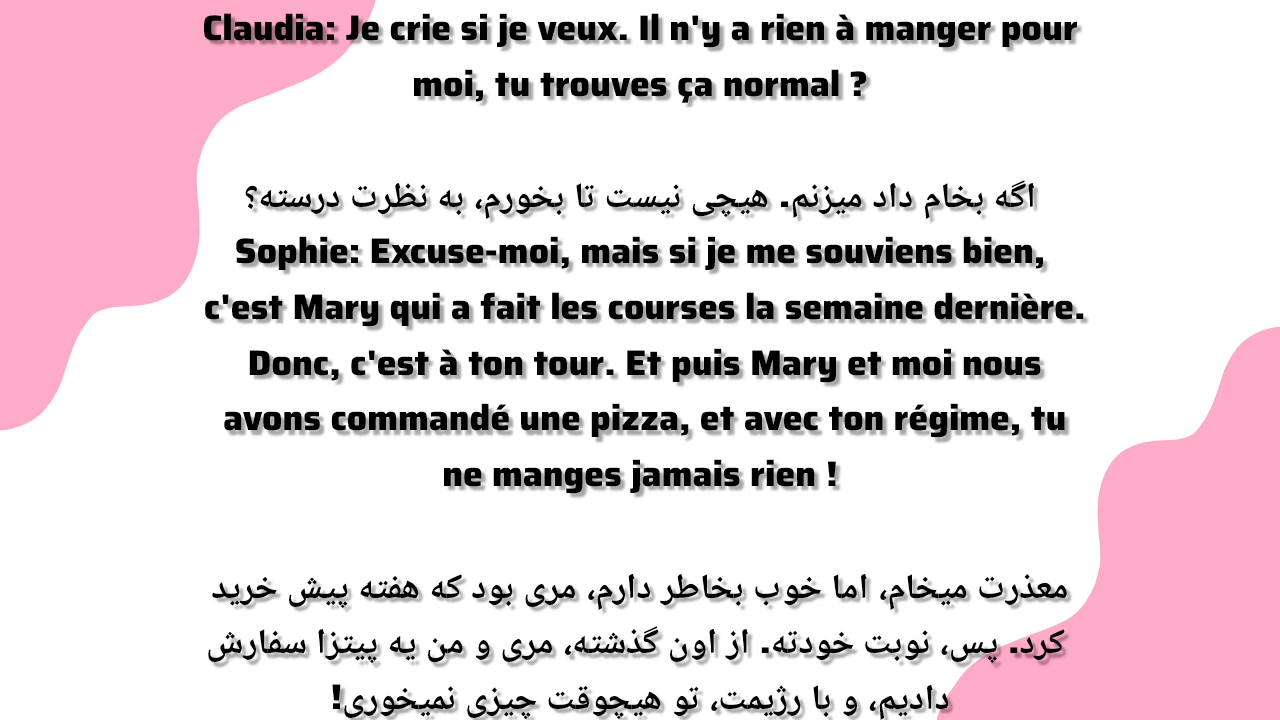 Claudia: Je crie si je veux. Il n'y a rien à manger pour
moi, tu trouves ça normal ?
اگه بخام داد میزنم. هیچی نیست تا بخورم، به نظرت درسته؟
Sophie: Excuse-moi, mais si je me souviens bien,
c'est Mary qui a fait les courses la semaine dernière.
Donc, c'est à ton tour. Et puis Mary et moi nous
avons commandé une pizza, et avec ton régime, tu
ne manges jamais rien !
معذرت میخام، اما خوب بخاطر دارم، مری بود که هفته پیش خرید
کرد. پس، نوبت خودته. از اون گذشته، مری و من یه پیتزا سفارش
دادیم، و با رژیمت، تو هیچوقت چیزی نمیخوری!